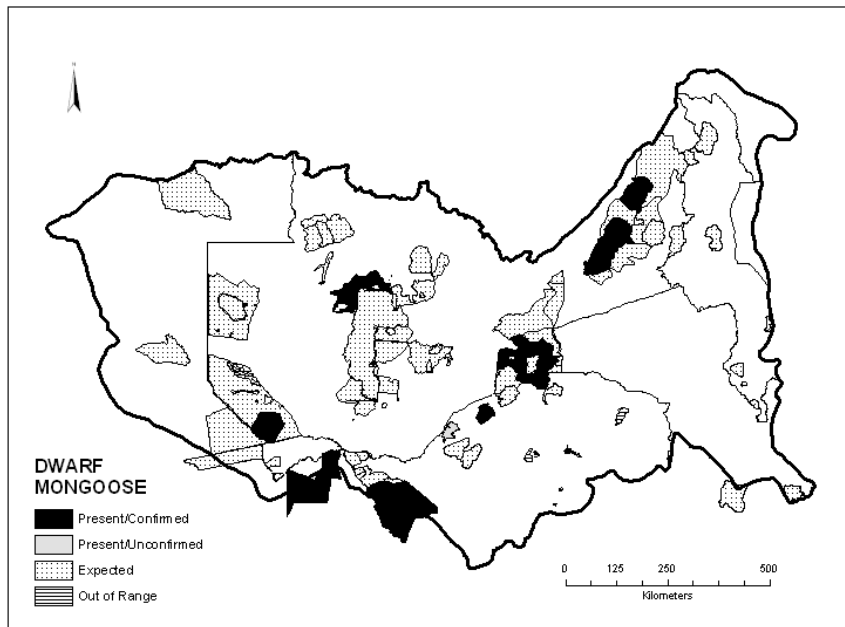 N
DWARF
MONGOOSE
Present/Confirmed
Present/Unconfirmed
Expected
Out of Range
0 125 250 500
Kilometers